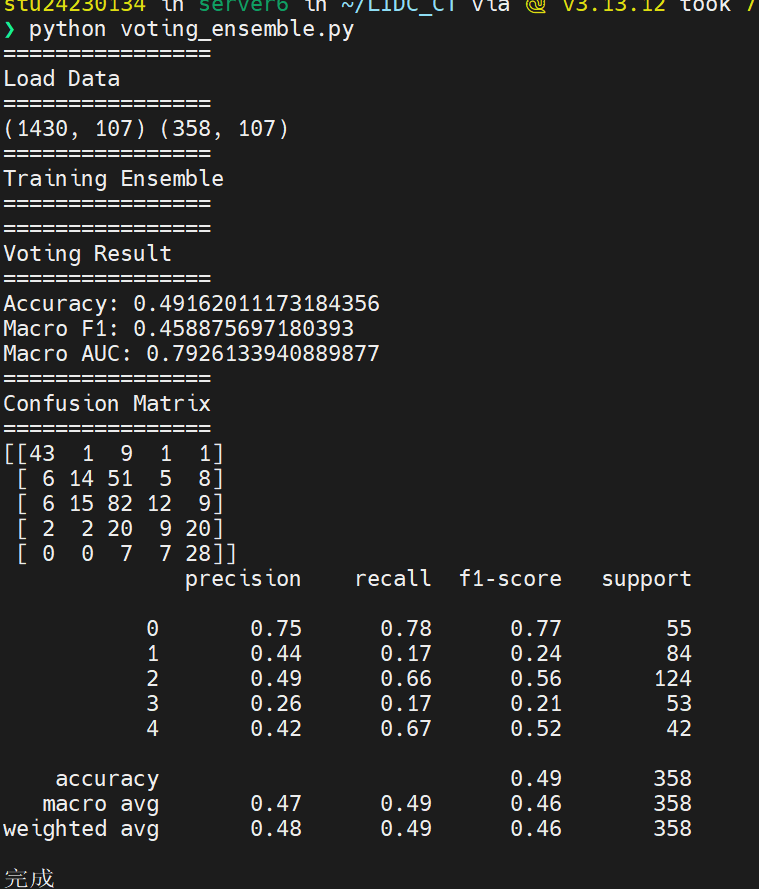 stu24230134 in server6 in ~/LIDC_CT via v3.13.12 took 7
❯ python voting_ensemble.py
================
Load Data
================
(1430, 107) (358, 107)
================
Training Ensemble
================
================
Voting Result
================
Accuracy: 0.49162011173184356
Macro F1: 0.458875697180393
Macro AUC: 0.7926133940889877
================
Confusion Matrix
================
[[43  1  9  1  1]
 [ 6 14 51  5  8]
 [ 6 15 82 12  9]
 [ 2  2 20  9 20]
 [ 0  0  7  7 28]]
              precision    recall  f1-score   support

           0       0.75      0.78      0.77        55
           1       0.44      0.17      0.24        84
           2       0.49      0.66      0.56       124
           3       0.26      0.17      0.21        53
           4       0.42      0.67      0.52        42

    accuracy                           0.49       358
   macro avg       0.47      0.49      0.46       358
weighted avg       0.48      0.49      0.46       358

完成